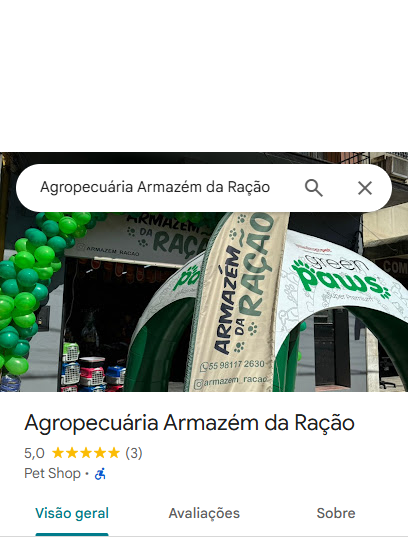 Agropecuária Armazém da Ração
ARMAZÉM
DA RAÇÃO
ARMAZEM_RACAO
ARMAZÉM
DA RAÇÃO
green
paws
Super Premium
55 98117 2630
armazem_racao
COM
Agropecuária Armazém da Ração
5,0 ★★★★★ (3)
Pet Shop ·
Visão geral Avaliações Sobre